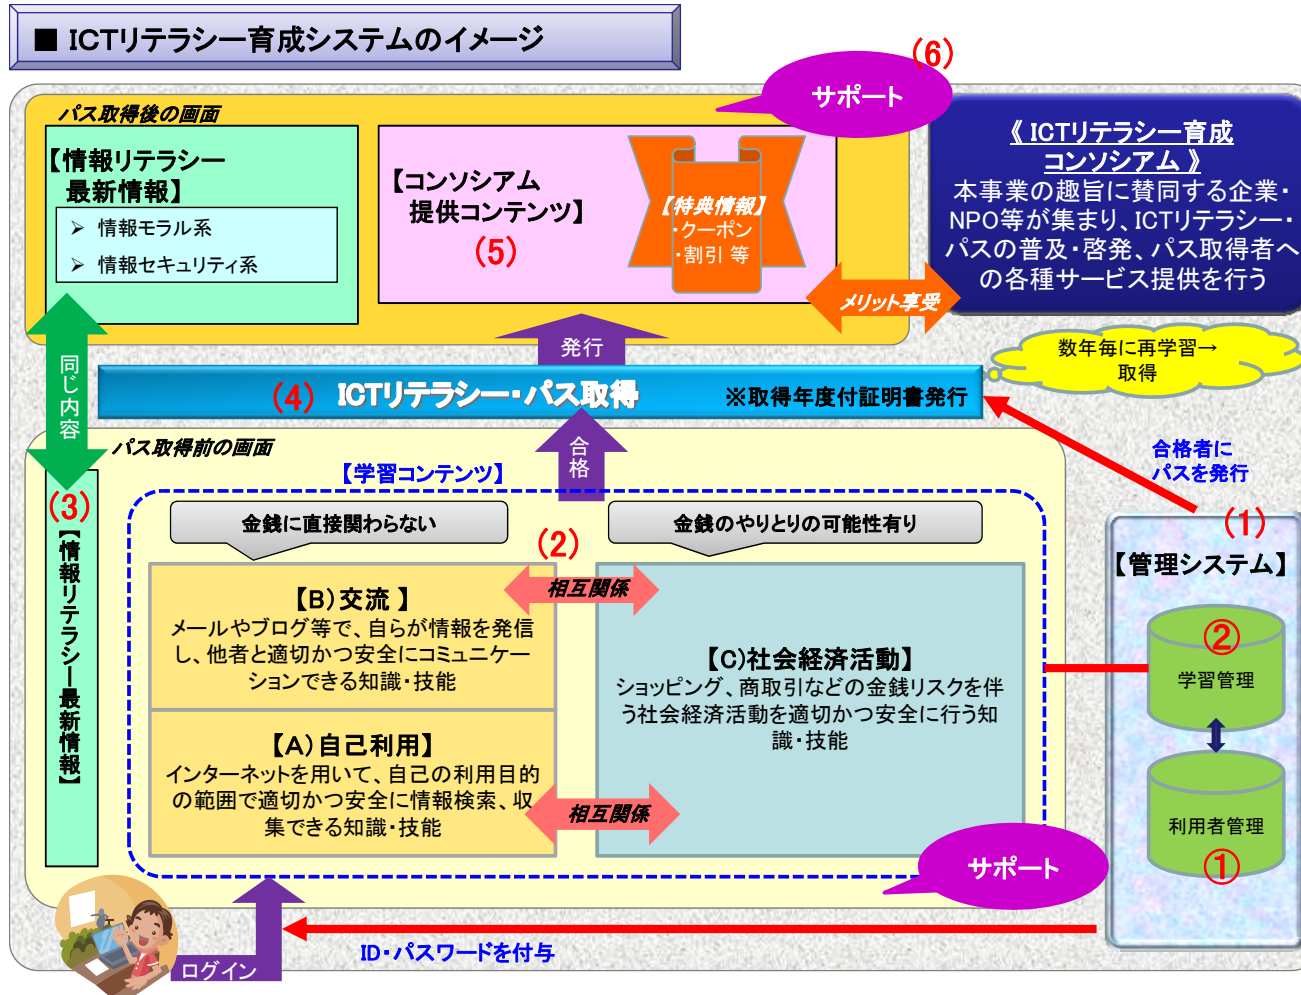 ■ ICTリテラシー育成システムのイメージ
(6)
サポート
パス取得後の画面
【情報リテラシー
最新情報】
➢ 情報モラル系
➢ 情報セキュリティ系
【コンソシアム
提供コンテンツ】
(5)
【特典情報】
・クーポン
・割引 等
メリット享受
《 ICTリテラシー育成
コンソシアム 》
本事業の趣旨に賛同する企業・
NPO等が集まり、ICTリテラシー・
パスの普及・啓発、パス取得者へ
の各種サービス提供を行う
同じ内容
発行
数年毎に再学習→
取得
(4) ICTリテラシー・パス取得 ※取得年度付証明書発行
パス取得前の画面
合格
合格者に
パスを発行
【学習コンテンツ】
(3)
【情報リテラシー最新情報】
金銭に直接関わらない
金銭のやりとりの可能性有り
(2)
相互関係
【B)交流 】
メールやブログ等で、自らが情報を発信
し、他者と適切かつ安全にコミュニケー
ションできる知識・技能
【A)自己利用】
インターネットを用いて、自己の利用目的
の範囲で適切かつ安全に情報検索、収
集できる知識・技能
【C)社会経済活動】
ショッピング、商取引などの金銭リスクを伴
う社会経済活動を適切かつ安全に行う知
識・技能
相互関係
(1)
【管理システム】
②
学習管理
利用者管理
①
サポート
ログイン
ID・パスワードを付与